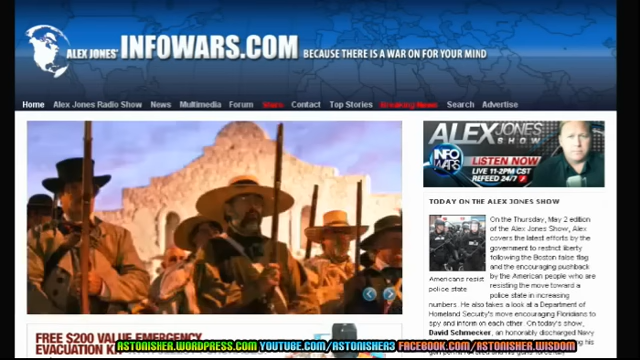 ALEX JONES' INFOWARS.COM BECAUSE THERE IS A WAR ON FOR YOUR MIND
Home Alex Jones Radio Show News Multimedia Forum Store Contact Top Stories Breaking News Search Advertise
ALEX JONES
SHOW
INFO
WARS
LISTEN NOW
LIVE 11-2PM CST
REFEED 24/7
TODAY ON THE ALEX JONES SHOW
On the Thursday, May 2 edition
of the Alex Jones Show, Alex
covers the latest efforts by the
government to restrict liberty
following the Boston false flag
and the encouraging pushback
by the American people who are
resisting the move toward a
police state in increasing
Americans resist
police state
numbers. He also takes a look at a Department of
Homeland Security's move encouraging Floridians to
spy and inform on each other. On today's show,
David Schmecker, an honorably discharged Navy
FREE $200 VALUE EMERGENCY
EVACUATION KIT
ASTONISHER.WORDPRESS.COM YOUTUBE.COM/ASTONISHER3 FACEBOOK.COM/ASTONISHER.WISDOM